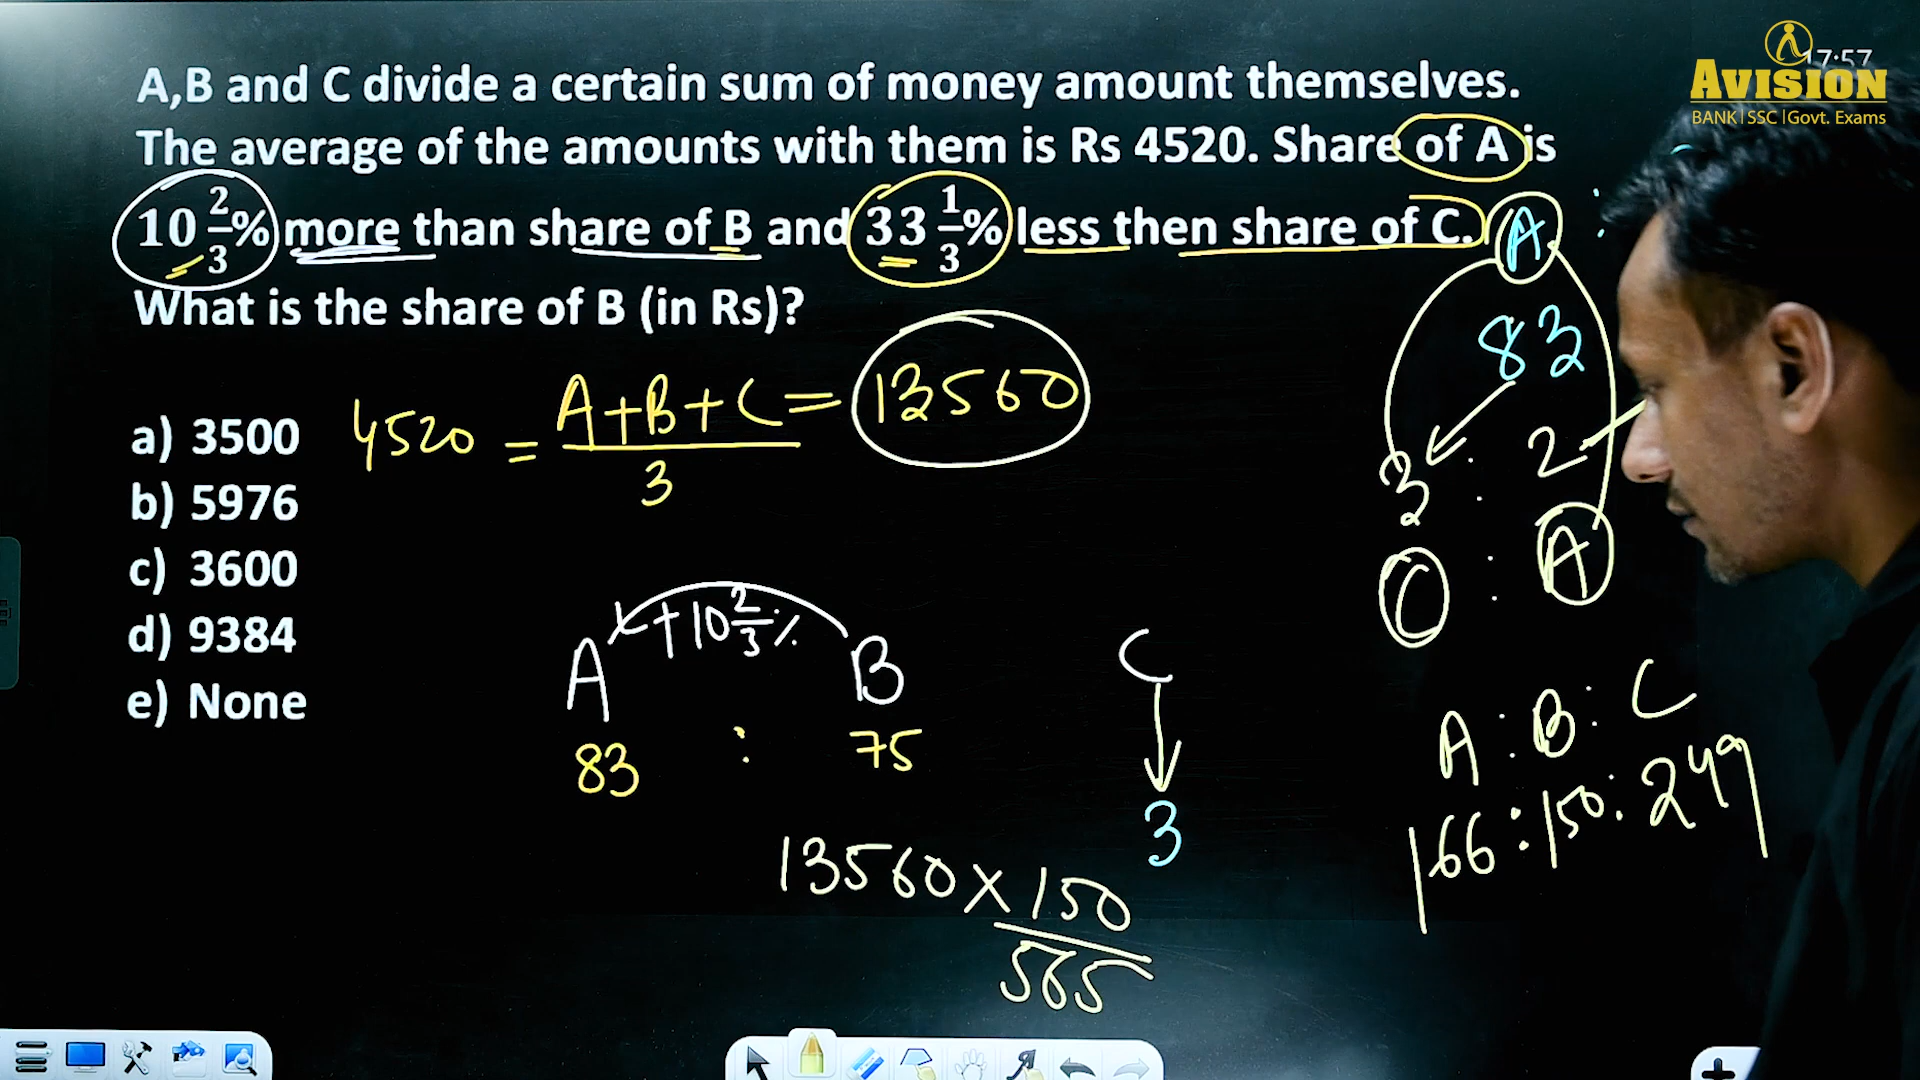 A,B and C divide a certain sum of money amount themselves.
The average of the amounts with them is Rs 4520. Share of A is
10 2/3% more than share of B and 33 1/3% less then share of C.
What is the share of B (in Rs)?
a) 3500
b) 5976
c) 3600
d) 9384
e) None
4520 = A+B+C/3 = 13560
A : 
83
3 : 2
C : A
+10 2/3 %
A B C
83 : 75
3
13560 × 150/565
A : B : C
166 : 150 : 249
17:57
AVISION
BANK|SSC|Govt. Exams